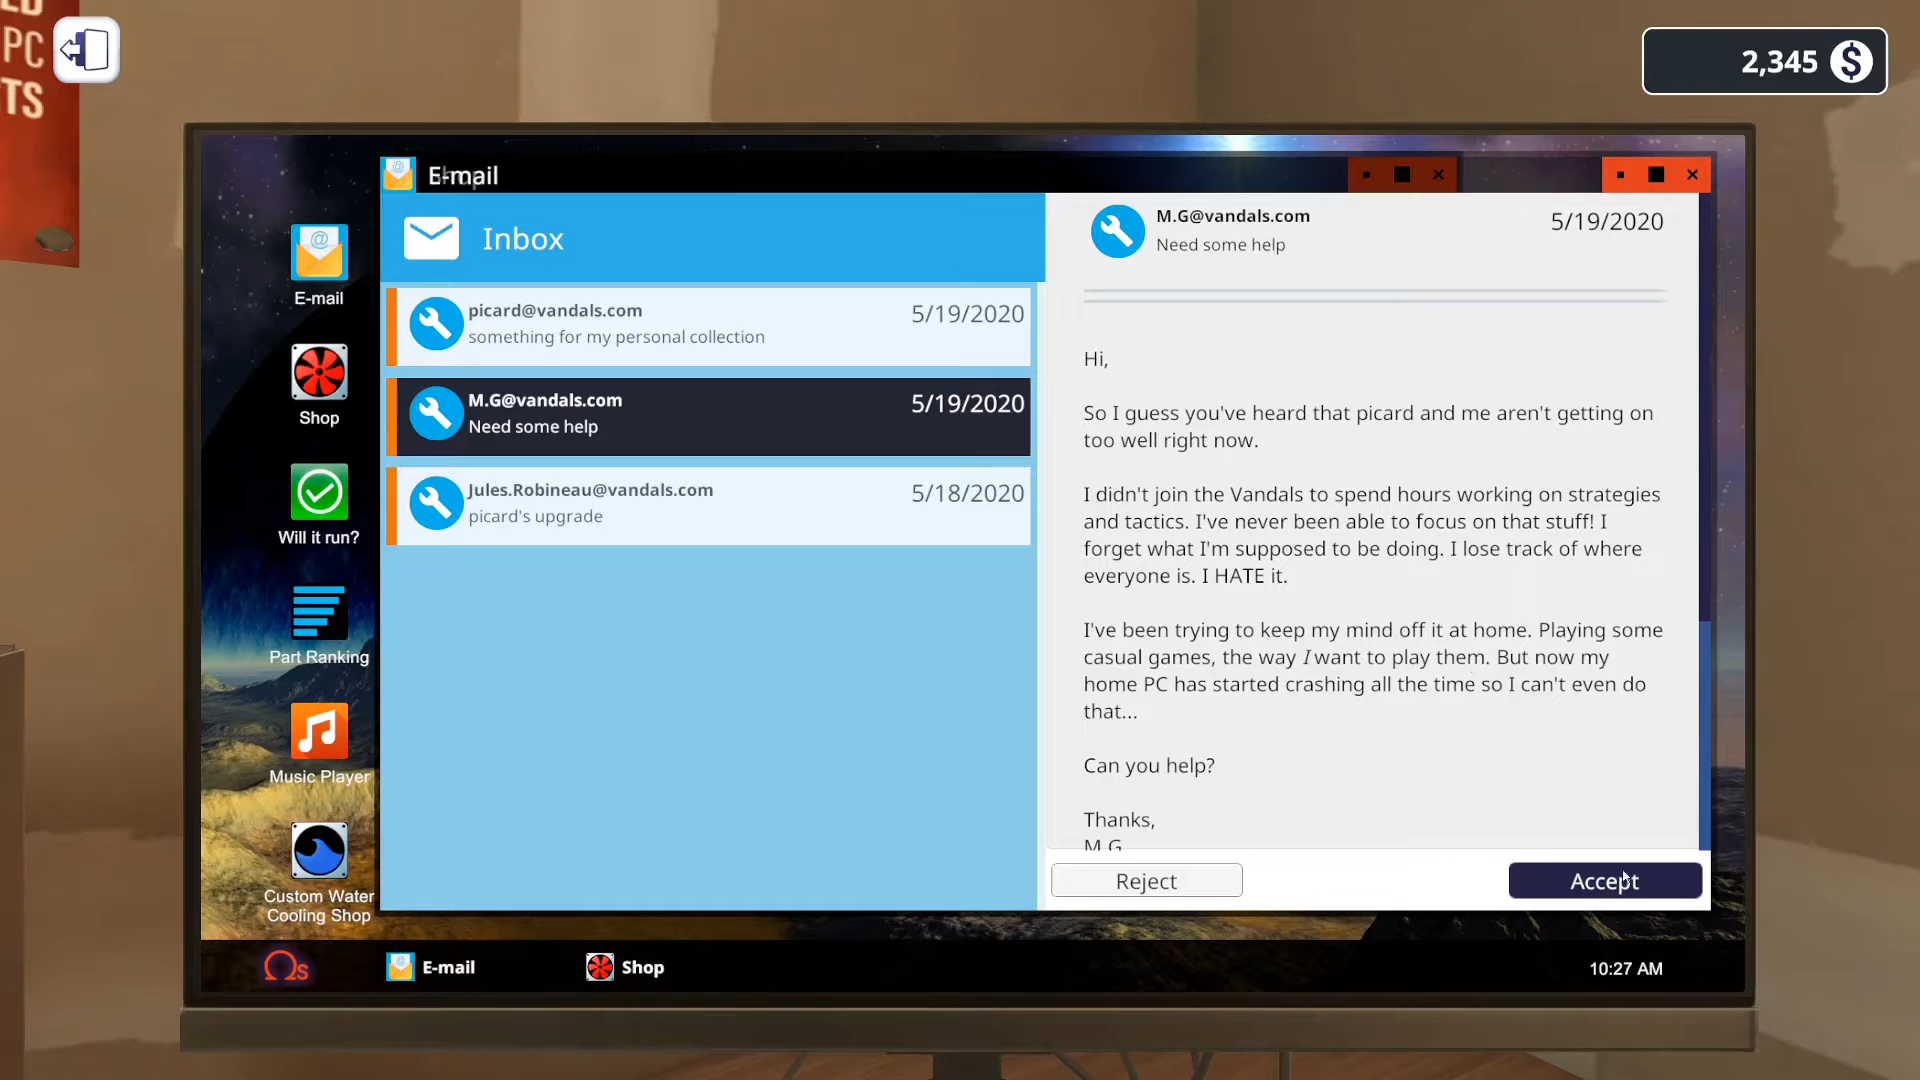 PC
TS
2,345
E-mail
Inbox
picard@vandals.com
5/19/2020
something for my personal collection
M.G@vandals.com
5/19/2020
Need some help
Jules.Robineau@vandals.com
5/18/2020
picard's upgrade
M.G@vandals.com
5/19/2020
Need some help
Hi,
So I guess you've heard that picard and me aren't getting on
too well right now.
I didn't join the Vandals to spend hours working on strategies
and tactics. I've never been able to focus on that stuff! I
forget what I'm supposed to be doing. I lose track of where
everyone is. I HATE it.
I've been trying to keep my mind off it at home. Playing some
casual games, the way I want to play them. But now my
home PC has started crashing all the time so I can't even do
that...
Can you help?
Thanks,
M.G
Reject
Accept
E-mail
Shop
Will it run?
Part Ranking
Music Player
Custom Water
Cooling Shop
Ωs
E-mail
Shop
10:27 AM